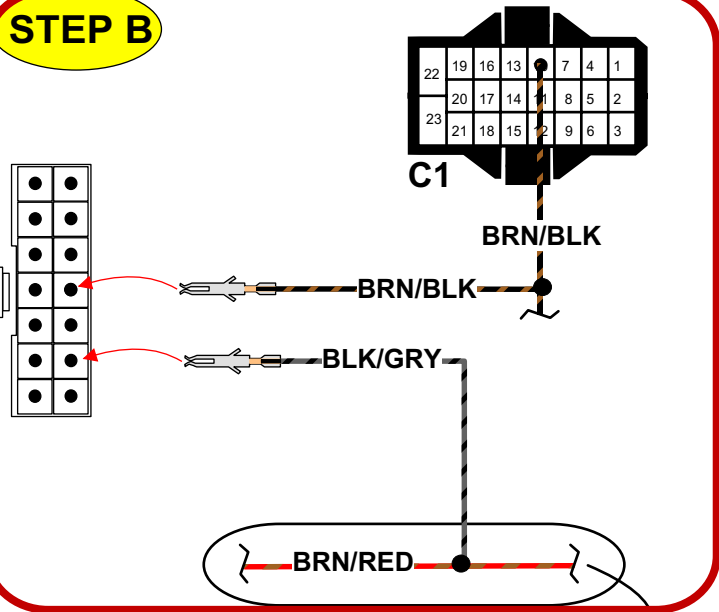 STEP B
22 19 16 13 7 4 1
20 17 14 11 8 5 2
23
21 18 15 12 9 6 3
C1
BRN/BLK
BRN/BLK
BLK/GRY
BRN/RED